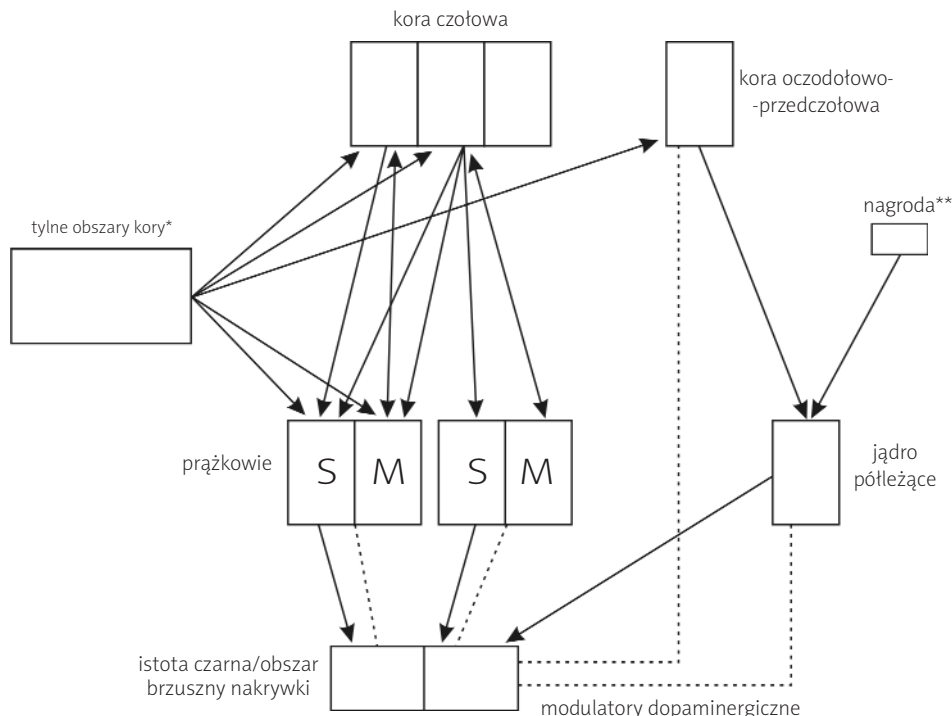 kora czołowa
kora oczodołowo-
-przedczołowa
tylne obszary kory*
nagroda**
prążkowie
S M
S M
jądro
półleżące
istota czarna/obszar
brzuszny nakrywki
modulatory dopaminergiczne